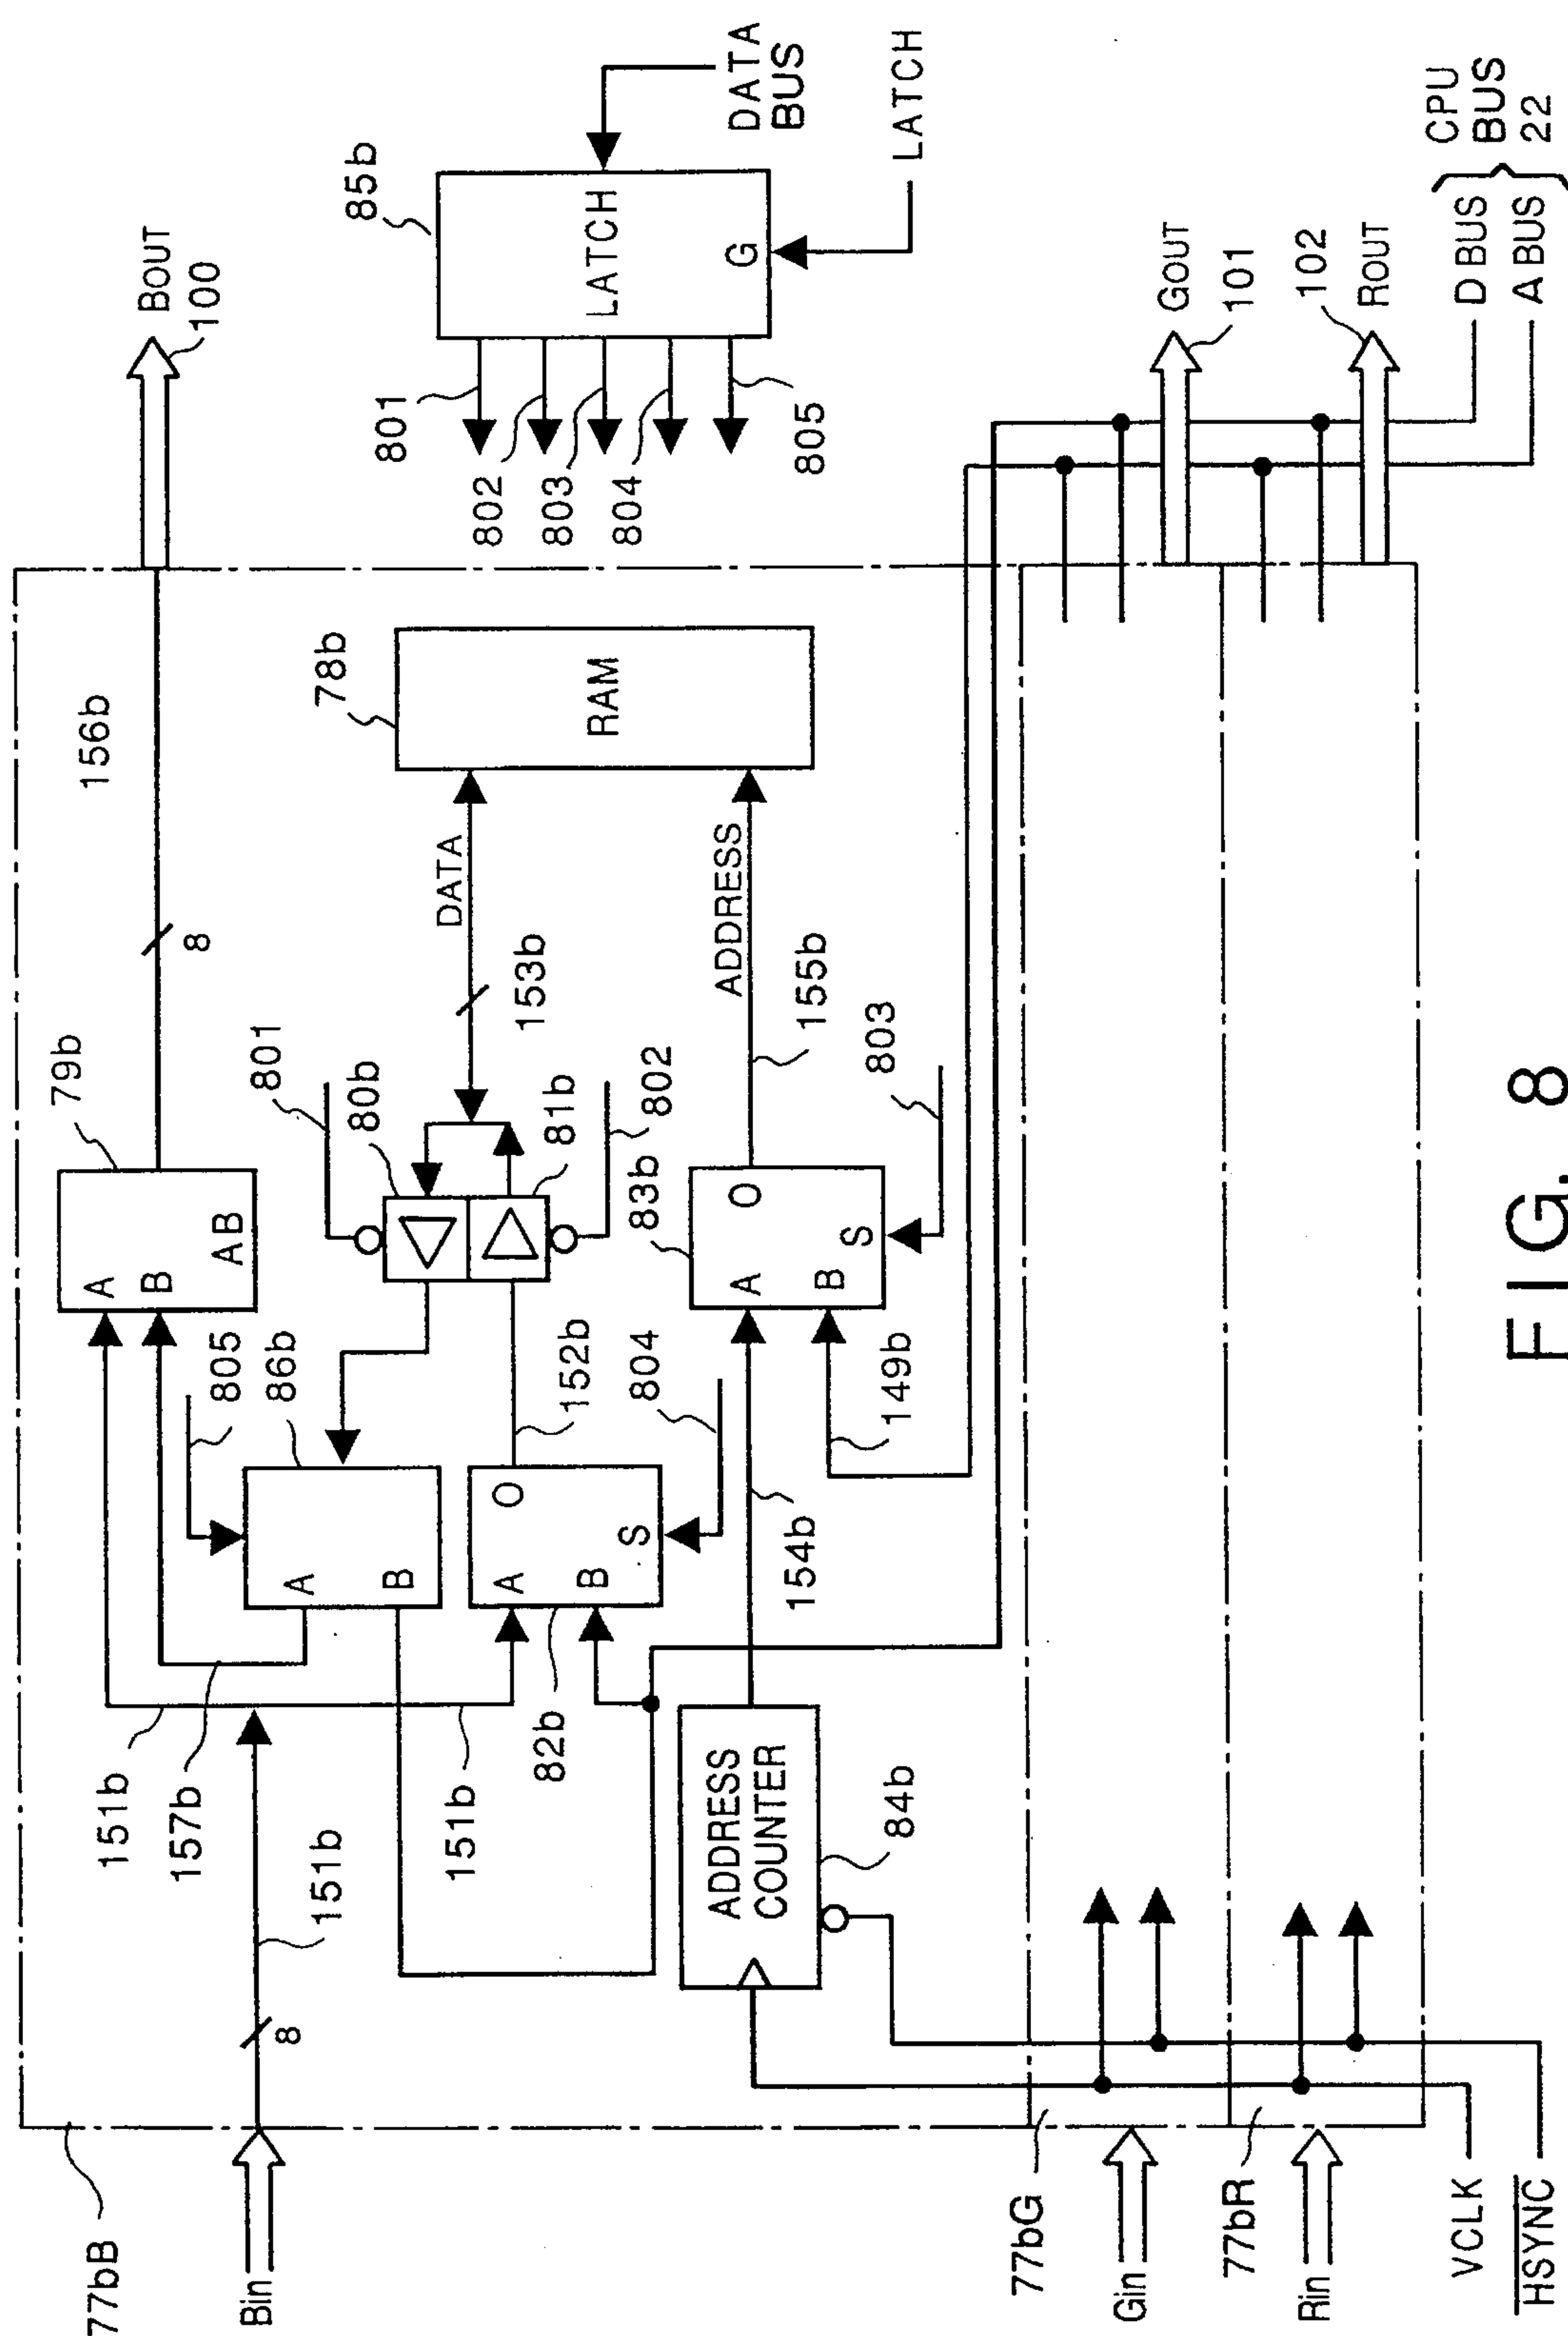 77bB
Bin
8
151b
151b
157b
151b
805
86b
A
B
79b
A
B
AB
8
156b
BOUT
100
82b
A
B
O
S
152b
804
801
80b
81b
802
DATA
153b
78b
RAM
ADDRESS
COUNTER
84b
154b
149b
83b
A
B
O
S
803
ADDRESS
155b
85b
LATCH
G
801
802
803
804
805
DATA
BUS
LATCH
77bG
Gin
77bR
Rin
VCLK
HSYNC
GOUT
101
102
ROUT
D BUS
A BUS
CPU
BUS
22
FIG. 8